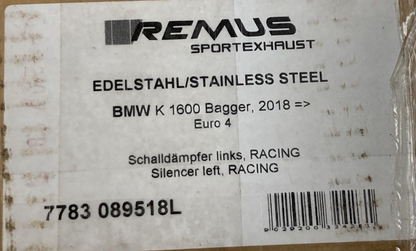 REMUS
SPORTEXHAUST
EDELSTAHL/STAINLESS STEEL
BMW K 1600 Bagger, 2018 =>
Euro 4
Schalldämpfer links, RACING
Silencer left, RACING
7783 089518L